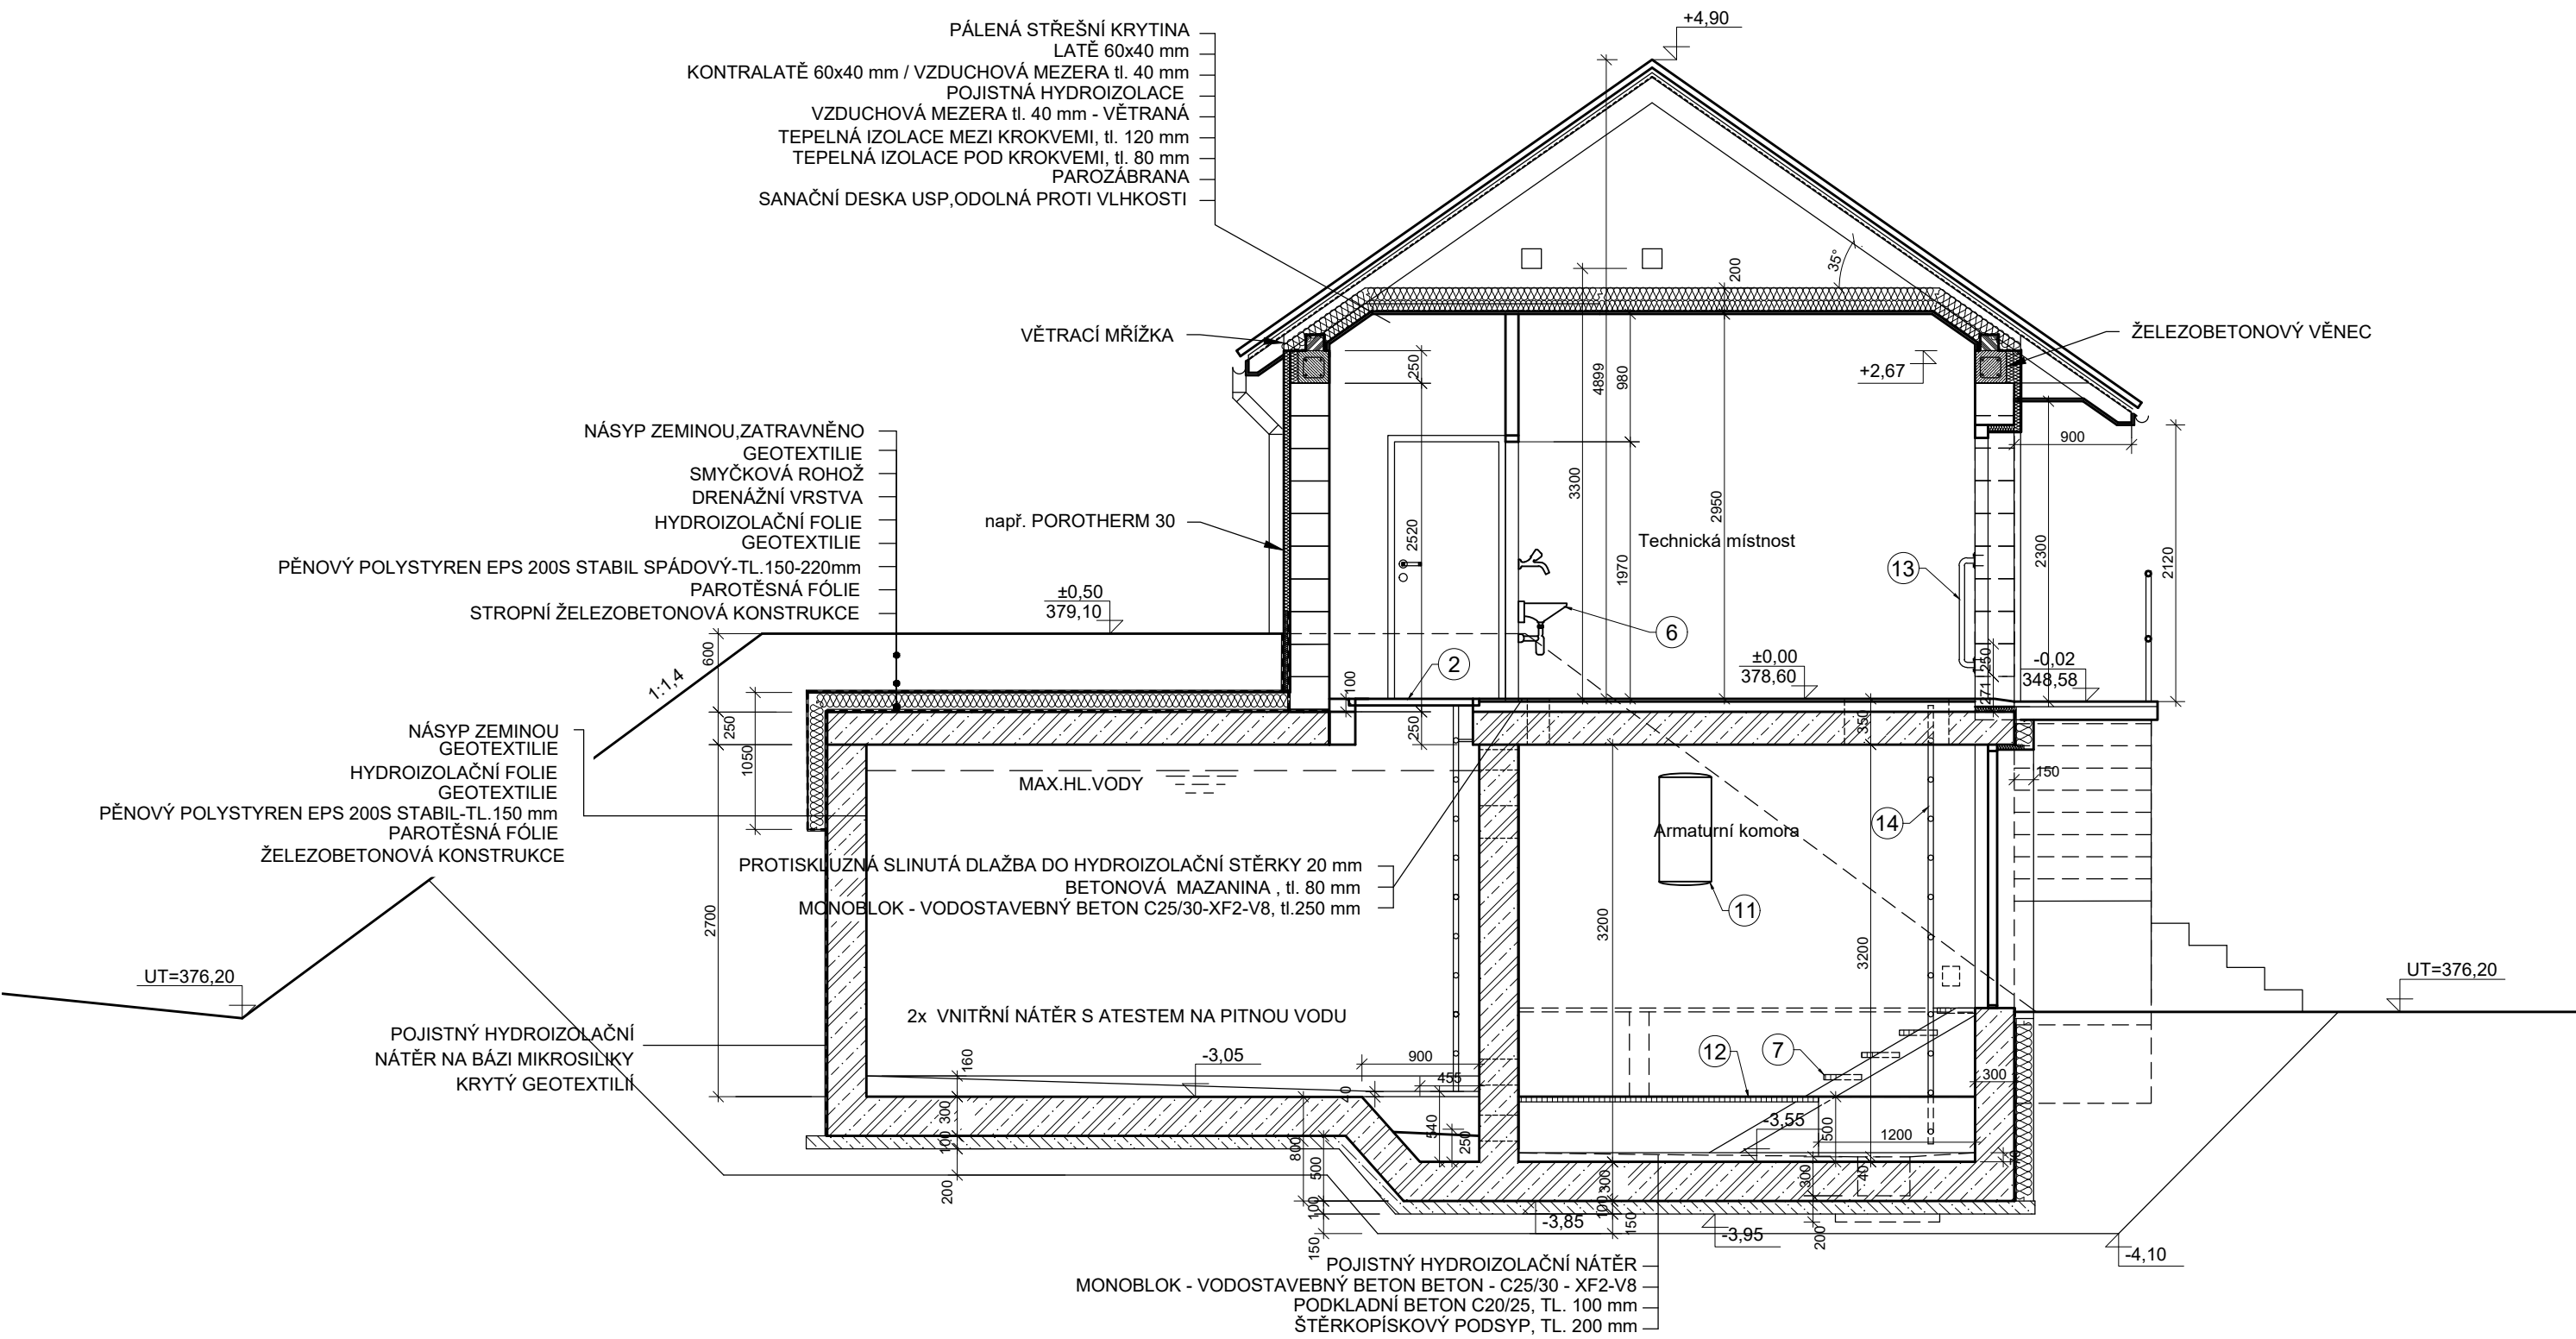 +4,90
PÁLENÁ STŘEŠNÍ KRYTINA
LATĚ 60x40 mm
KONTRALATĚ 60x40 mm / VZDUCHOVÁ MEZERA tl. 40 mm
POJISTNÁ HYDROIZOLACE
VZDUCHOVÁ MEZERA tl. 40 mm - VĚTRANÁ
TEPELNÁ IZOLACE MEZI KROKVEMI, tl. 120 mm
TEPELNÁ IZOLACE POD KROKVEMI, tl. 80 mm
PAROZÁBRANA
SANAČNÍ DESKA USP,ODOLNÁ PROTI VLHKOSTI
35°
200
VĚTRACÍ MŘÍŽKA
ŽELEZOBETONOVÝ VĚNEC
250
4899
980
+2,67
900
NÁSYP ZEMINOU,ZATRAVNĚNO
GEOTEXTILIE
SMYČKOVÁ ROHOŽ
DRENÁŽNÍ VRSTVA
HYDROIZOLAČNÍ FOLIE
GEOTEXTILIE
PĚNOVÝ POLYSTYREN EPS 200S STABIL SPÁDOVÝ-TL.150-220mm
PAROTĚSNÁ FÓLIE
STROPNÍ ŽELEZOBETONOVÁ KONSTRUKCE
např. POROTHERM 30
2520
3300
1970
2950
Technická místnost
13
2300
2120
±0,50
379,10
6
2
±0,00
378,60
250
271
-0,02
348,58
600
1:1,4
100
250
1050
250
350
150
NÁSYP ZEMINOU
GEOTEXTILIE
HYDROIZOLAČNÍ FOLIE
GEOTEXTILIE
PĚNOVÝ POLYSTYREN EPS 200S STABIL-TL.150 mm
PAROTĚSNÁ FÓLIE
ŽELEZOBETONOVÁ KONSTRUKCE
MAX.HL.VODY
Armaturní komora
14
11
PROTISKLUZNÁ SLINUTÁ DLAŽBA DO HYDROIZOLAČNÍ STĚRKY 20 mm
BETONOVÁ MAZANINA , tl. 80 mm
MONOBLOK - VODOSTAVEBNÝ BETON C25/30-XF2-V8, tl.250 mm
2700
3200
3200
UT=376,20
UT=376,20
2x VNITŘNÍ NÁTĚR S ATESTEM NA PITNOU VODU
POJISTNÝ HYDROIZOLAČNÍ
NÁTĚR NA BÁZI MIKROSILIKY
KRYTÝ GEOTEXTILIÍ
160
-3,05
900
455
40
12
7
300
300
100
200
800
500
100
150
540
250
-3,55
500
1200
300
100
150
300
40
200
-3,85
-3,95
-4,10
POJISTNÝ HYDROIZOLAČNÍ NÁTĚR
MONOBLOK - VODOSTAVEBNÝ BETON BETON - C25/30 - XF2-V8
PODKLADNÍ BETON C20/25, TL. 100 mm
ŠTĚRKOPÍSKOVÝ PODSYP, TL. 200 mm